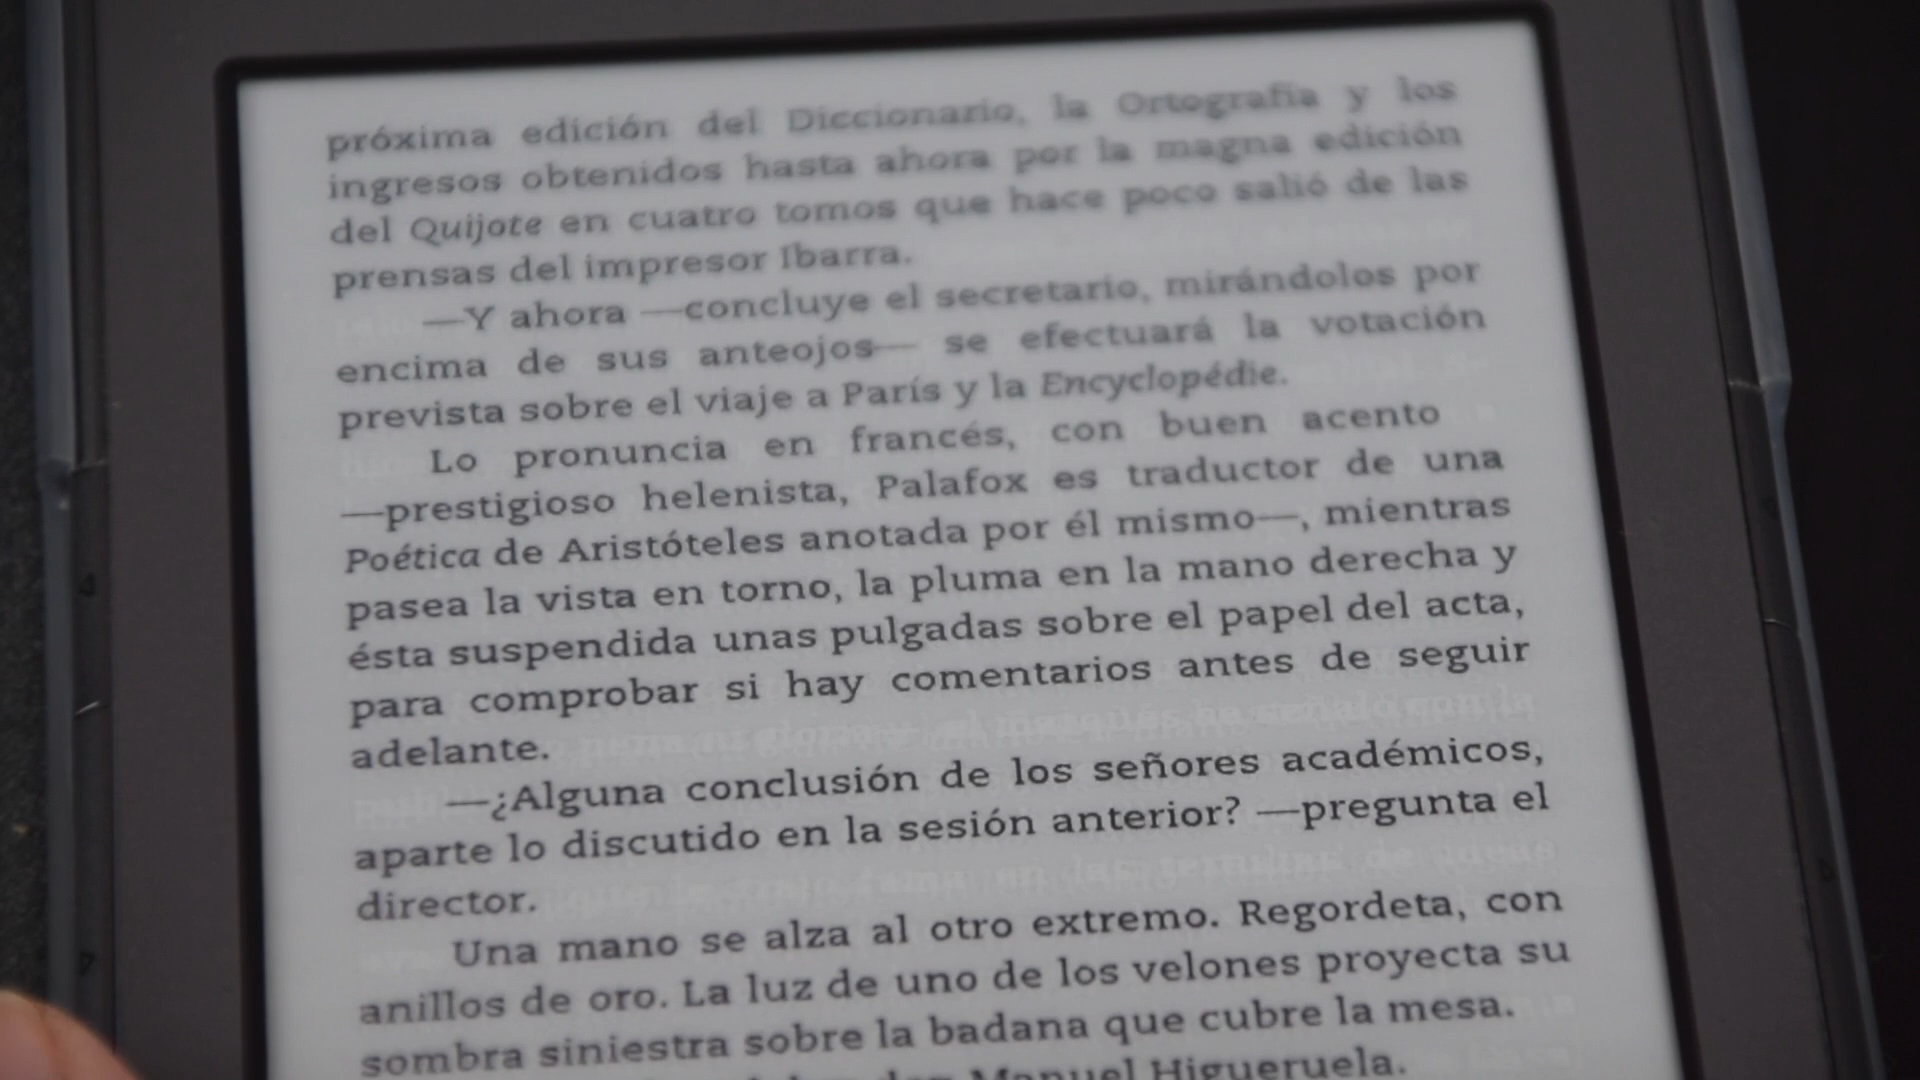 próxima edición del Diccionario, la Ortografía y los
ingresos obtenidos hasta ahora por la magna edición
del Quijote en cuatro tomos que hace poco salió de las
prensas del impresor Ibarra.
—Y ahora —concluye el secretario, mirándolos por
encima de sus anteojos— se efectuará la votación
prevista sobre el viaje a París y la Encyclopédie.
Lo pronuncia en francés, con buen acento
—prestigioso helenista, Palafox es traductor de una
Poética de Aristóteles anotada por él mismo—, mientras
pasea la vista en torno, la pluma en la mano derecha y
ésta suspendida unas pulgadas sobre el papel del acta,
para comprobar si hay comentarios antes de seguir
adelante.
—¿Alguna conclusión de los señores académicos,
aparte lo discutido en la sesión anterior? —pregunta el
director.
Una mano se alza al otro extremo. Regordeta, con
anillos de oro. La luz de uno de los velones proyecta su
sombra siniestra sobre la badana que cubre la mesa.
don Manuel Higueruela.